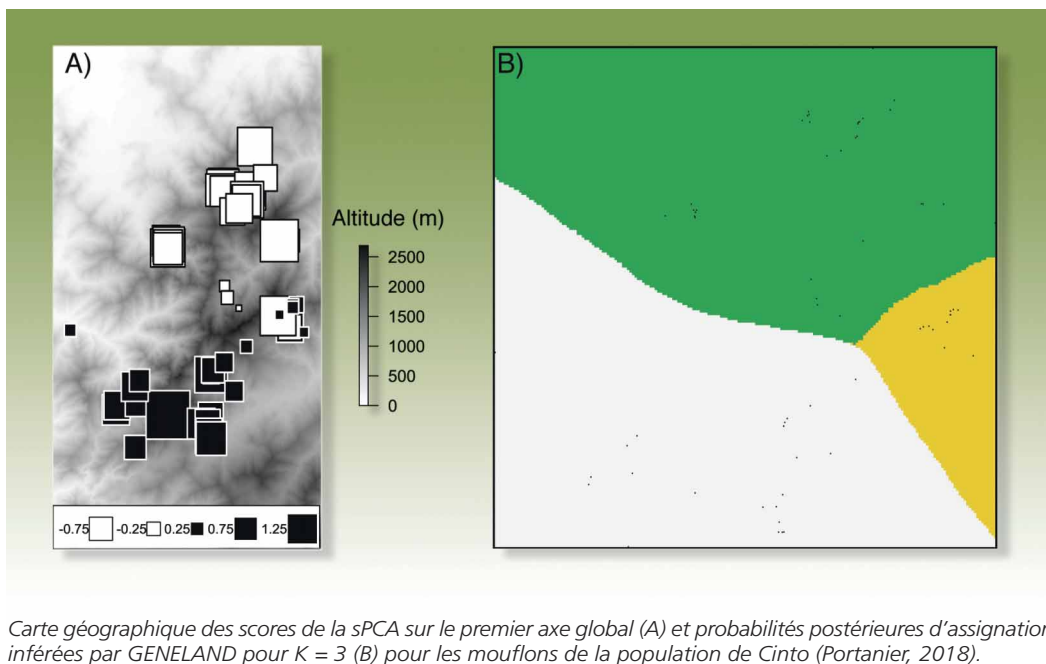 A)
B)
Altitude (m)
2500
2000
1500
1000
500
0
-0.75 -0.25 0.25 0.75 1.25
Carte géographique des scores de la sPCA sur le premier axe global (A) et probabilités postérieures d'assignation
inférées par GENELAND pour K = 3 (B) pour les mouflons de la population de Cinto (Portanier, 2018).